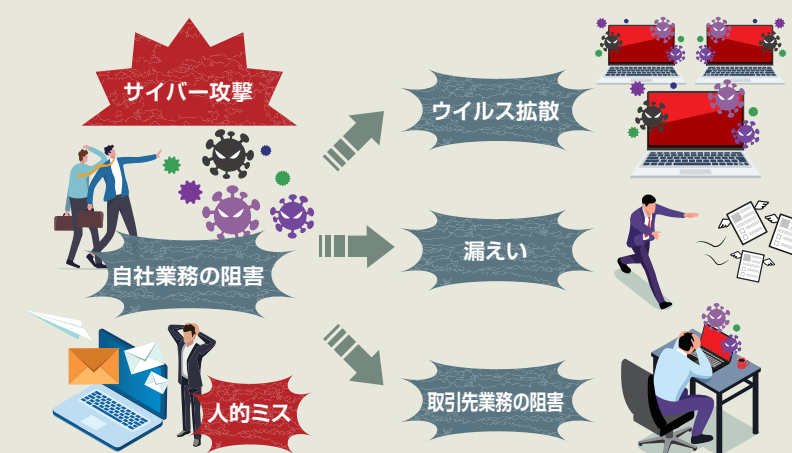 サイバー攻撃
自社業務の阻害
人的ミス
ウイルス拡散
漏えい
取引先業務の阻害